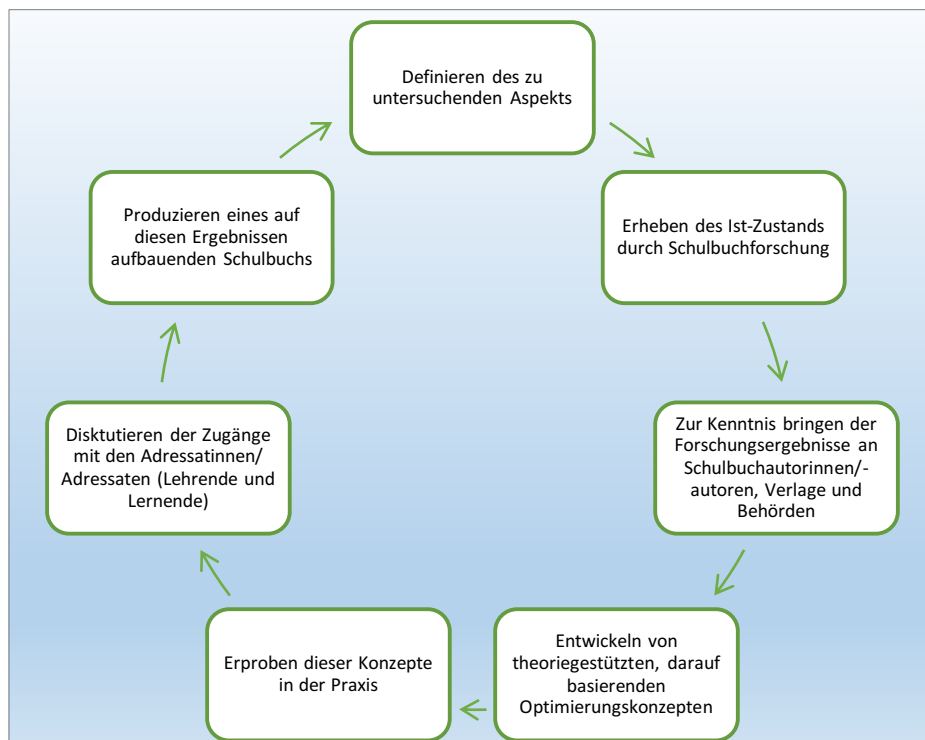 Definieren des zu
untersuchenden Aspekts
Erheben des Ist-Zustands
durch Schulbuchforschung
Zur Kenntnis bringen der
Forschungsergebnisse an
Schulbuchautorinnen/-
autoren, Verlage und
Behörden
Entwickeln von
theoriegestützten, darauf
basierenden
Optimierungskonzepten
Erproben dieser Konzepte
in der Praxis
Disktutieren der Zugänge
mit den Adressatinnen/
Adressaten (Lehrende und
Lernende)
Produzieren eines auf
diesen Ergebnissen
aufbauenden Schulbuchs